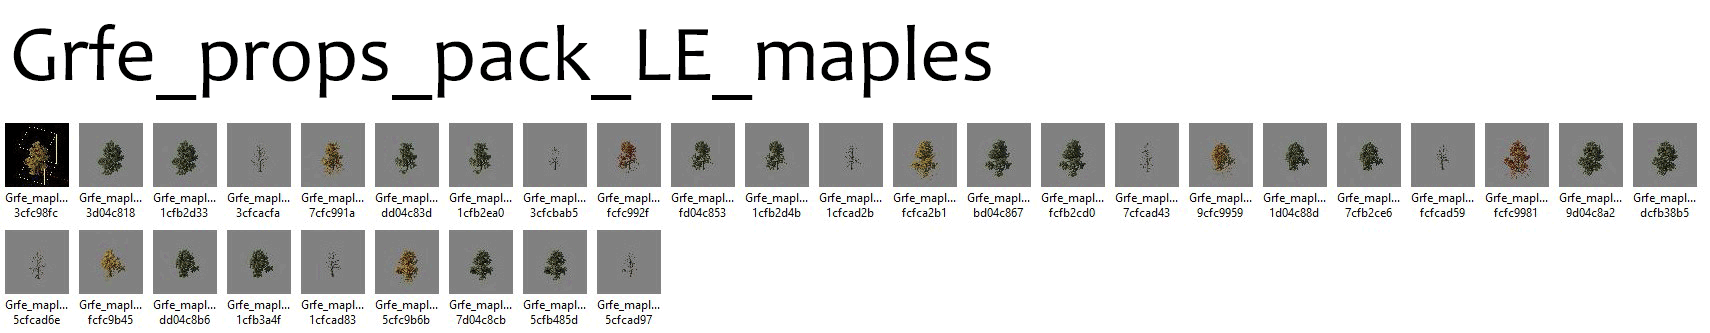 Grfe_props_pack_LE_maples
Grfe_mapl... Grfe_mapl... Grfe_mapl... Grfe_mapl... Grfe_mapl... Grfe_mapl... Grfe_mapl... Grfe_mapl... Grfe_mapl... Grfe_mapl... Grfe_mapl... Grfe_mapl... Grfe_mapl... Grfe_mapl... Grfe_mapl... Grfe_mapl... Grfe_mapl... Grfe_mapl... Grfe_mapl... Grfe_mapl... Grfe_mapl... Grfe_mapl... Grfe_mapl...
3cfc98fc 3d04c818 1cfb2d33 3cfcacfa 7cfc991a dd04c83d 1cfb2ea0 3cfcbab5 fcfc992f fd04c853 1cfb2d4b 1cfcad2b fcfca2b1 bd04c867 fcfb2cd0 7cfcad43 9cfc9959 1d04c88d 7cfb2ce6 fcfcad59 fcfc9981 9d04c8a2 dcfb38b5
Grfe_mapl... Grfe_mapl... Grfe_mapl... Grfe_mapl... Grfe_mapl... Grfe_mapl... Grfe_mapl... Grfe_mapl... Grfe_mapl...
5cfcad6e fcfc9b45 dd04c8b6 1cfb3a4f 1cfcad83 5cfc9b6b 7d04c8cb 5cfb485d 5cfcad97